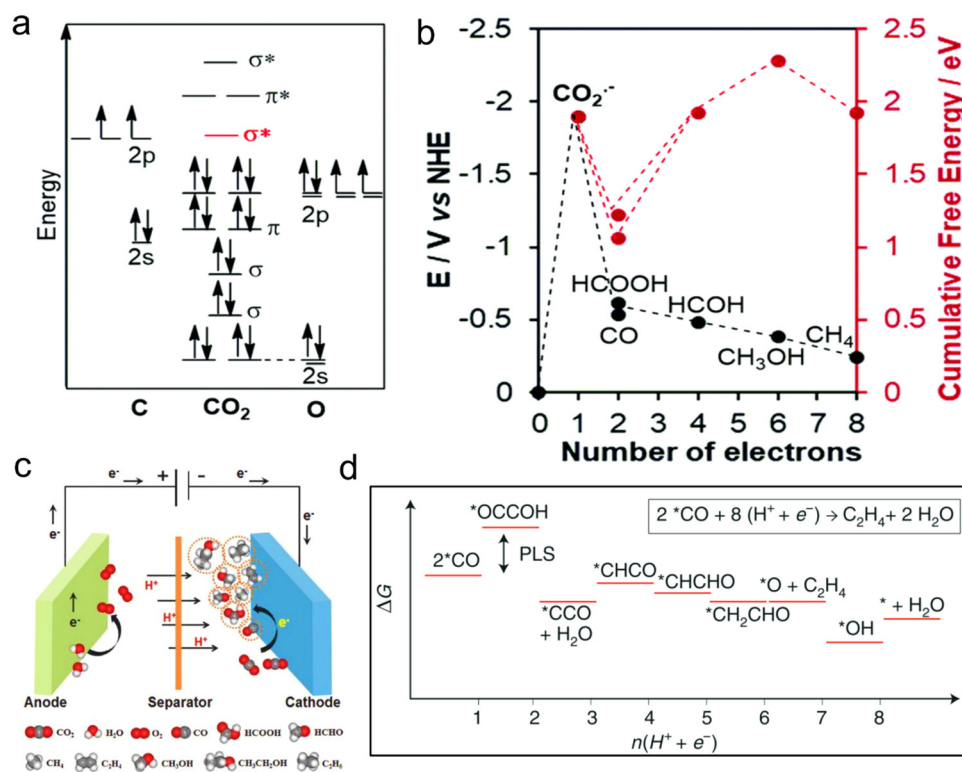 a
σ*
π*
σ*
2p
2p
π
2s
σ
σ
2s
Energy
C
CO₂
O
b
-2.5
-2
-1.5
-1
-0.5
0
E / V vs NHE
CO₂·⁻
HCOOH
CO
HCOH
CH₃OH
CH₄
2.5
2
1.5
1
0.5
0
Cumulative Free Energy / eV
0 1 2 3 4 5 6 7 8
Number of electrons
c
e⁻
+ -
e⁻
e⁻
e⁻
e⁻
e⁻
H⁺
H⁺
H⁺
H⁺
Anode
Separator
Cathode
CO₂ H₂O O₂ CO HCOOH HCHO
CH₄ C₂H₄ CH₃OH CH₃CH₂OH C₂H₆
d
2 *CO + 8 (H⁺ + e⁻) → C₂H₄ + 2 H₂O
*OCCOH
2*CO
PLS
*CCO
+ H₂O
*CHCO
*CHCHO
*CH₂CHO
*O + C₂H₄
*OH
* + H₂O
ΔG
1 2 3 4 5 6 7 8
n(H⁺ + e⁻)